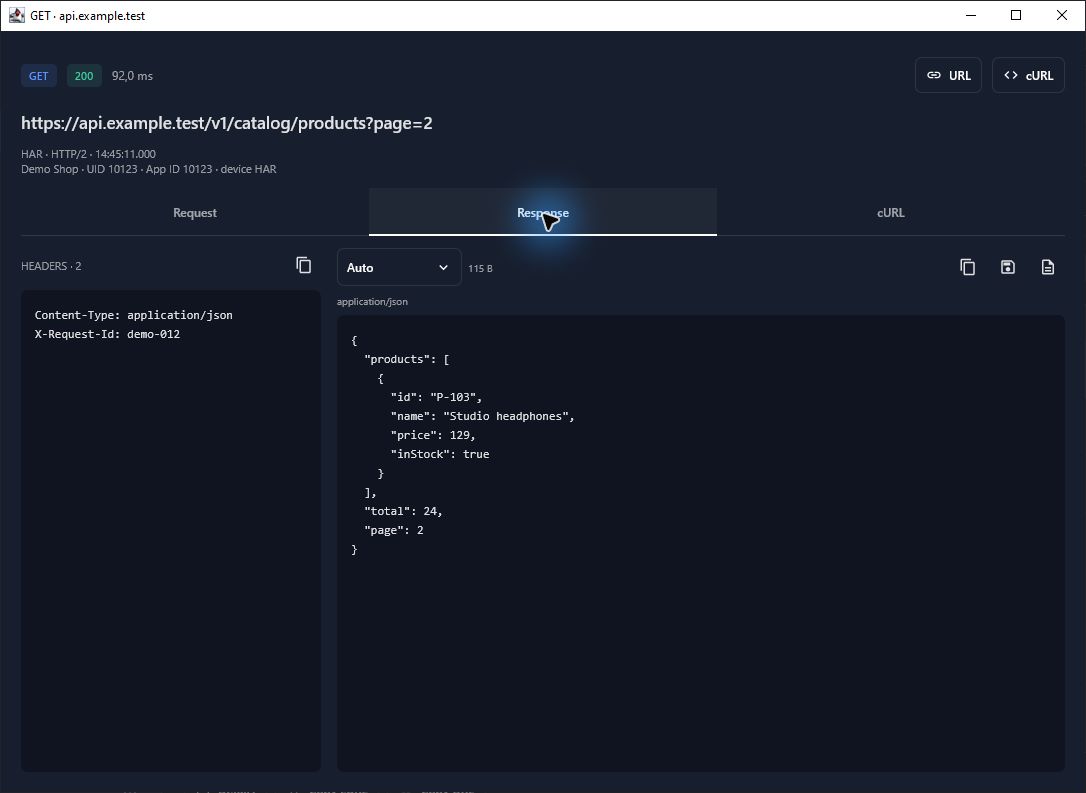 GET · api.example.test
GET 200 92,0 ms URL cURL
https://api.example.test/v1/catalog/products?page=2
HAR · HTTP/2 · 14:45:11.000
Demo Shop · UID 10123 · App ID 10123 · device HAR
Request Response cURL
HEADERS · 2
Content-Type: application/json
X-Request-Id: demo-012
Auto 115 B
application/json
{
  "products": [
    {
      "id": "P-103",
      "name": "Studio headphones",
      "price": 129,
      "inStock": true
    }
  ],
  "total": 24,
  "page": 2
}